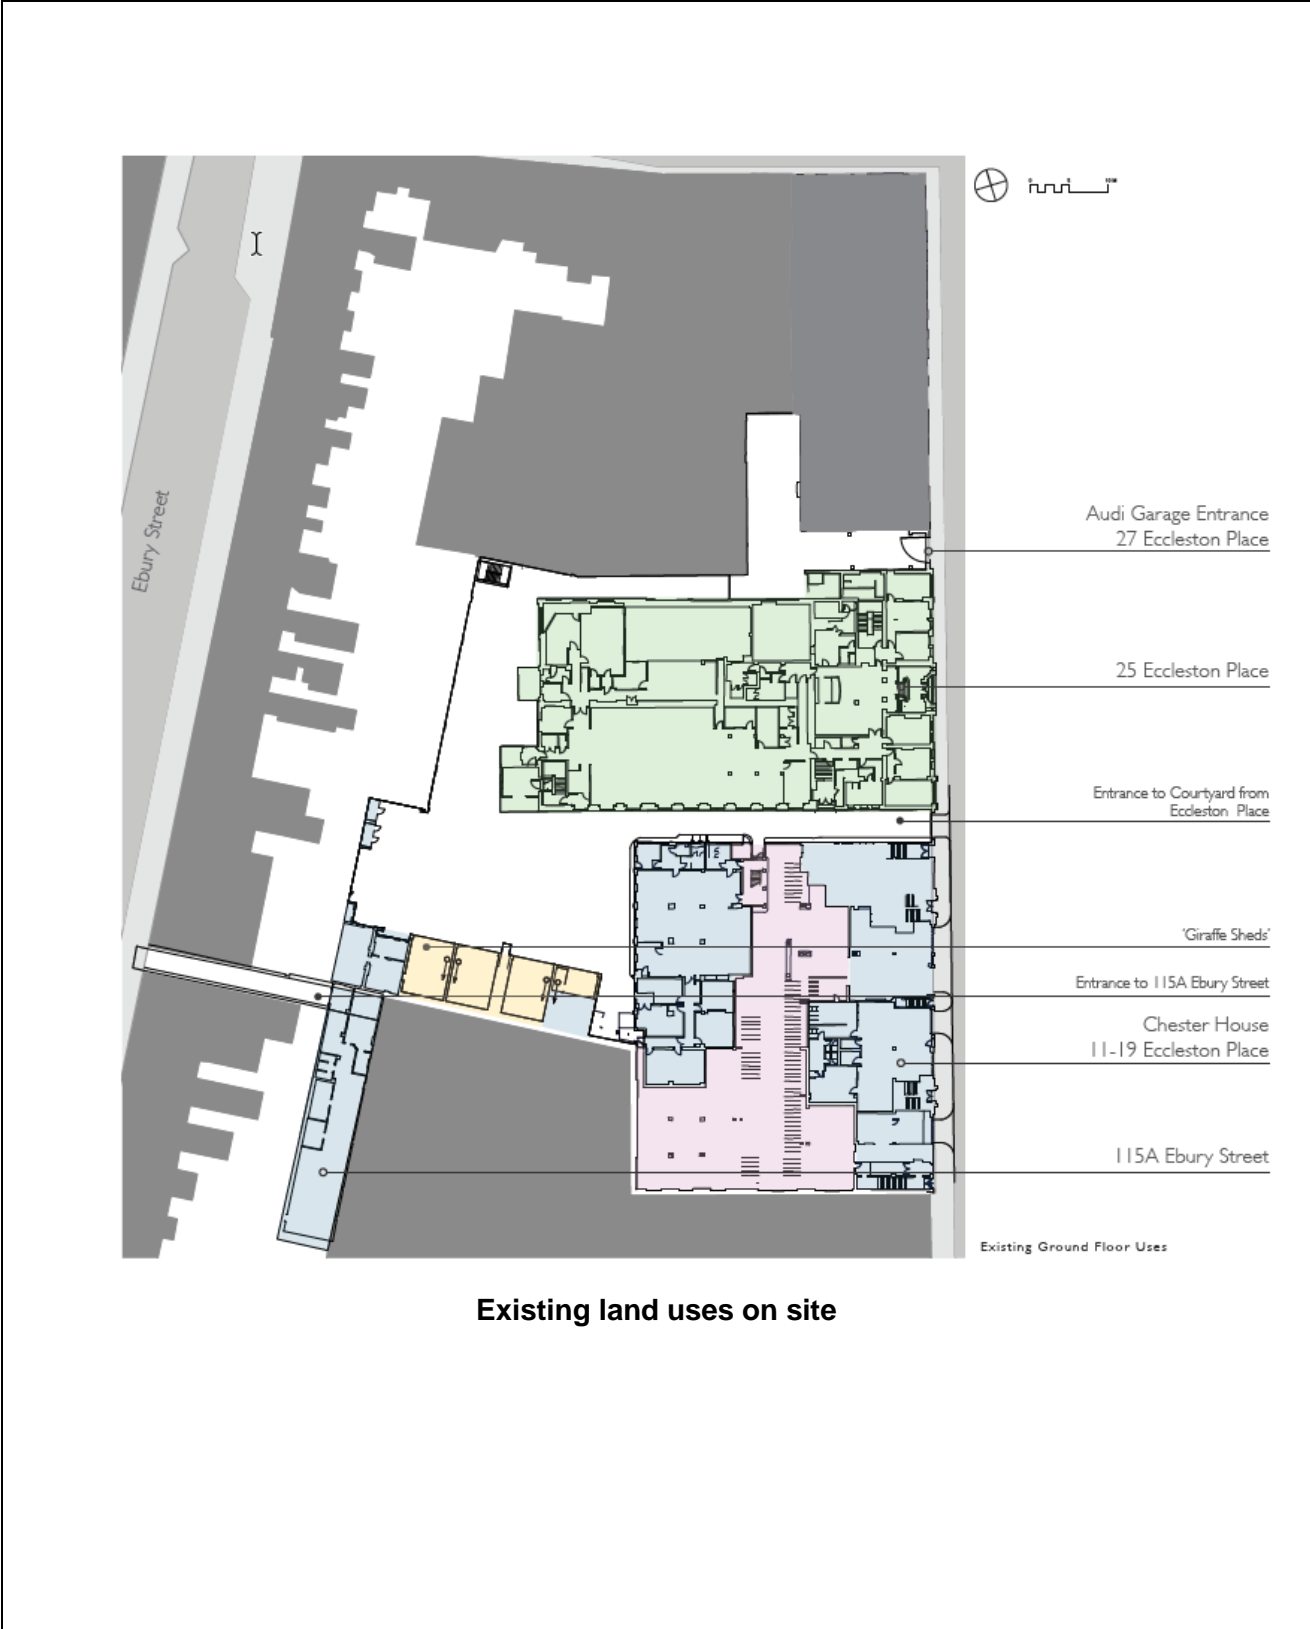 Ebury Street
Audi Garage Entrance
27 Eccleston Place
25 Eccleston Place
Entrance to Courtyard from
Eccleston Place
'Giraffe Sheds'
Entrance to 115A Ebury Street
Chester House
11-19 Eccleston Place
115A Ebury Street
Existing Ground Floor Uses
Existing land uses on site